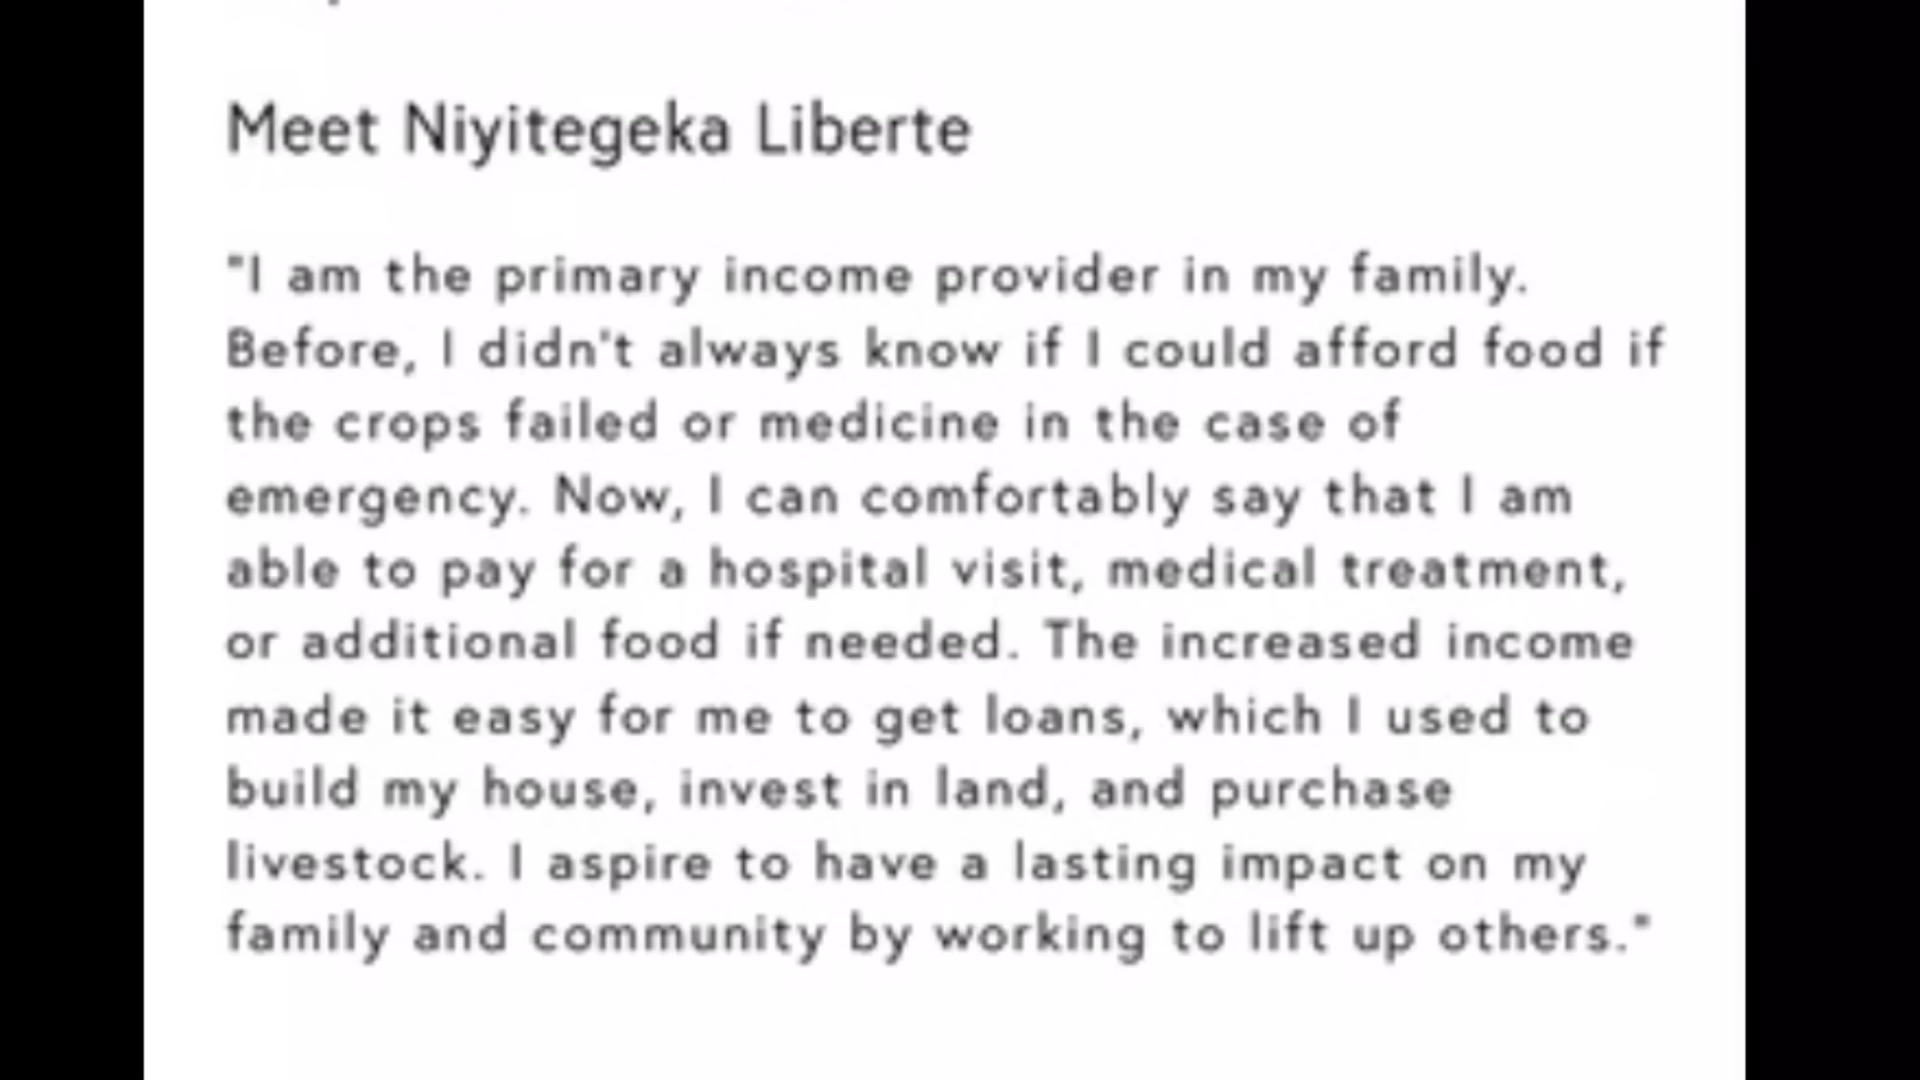 Meet Niyitegeka Liberte
"I am the primary income provider in my family.
Before, I didn't always know if I could afford food if
the crops failed or medicine in the case of
emergency. Now, I can comfortably say that I am
able to pay for a hospital visit, medical treatment,
or additional food if needed. The increased income
made it easy for me to get loans, which I used to
build my house, invest in land, and purchase
livestock. I aspire to have a lasting impact on my
family and community by working to lift up others."